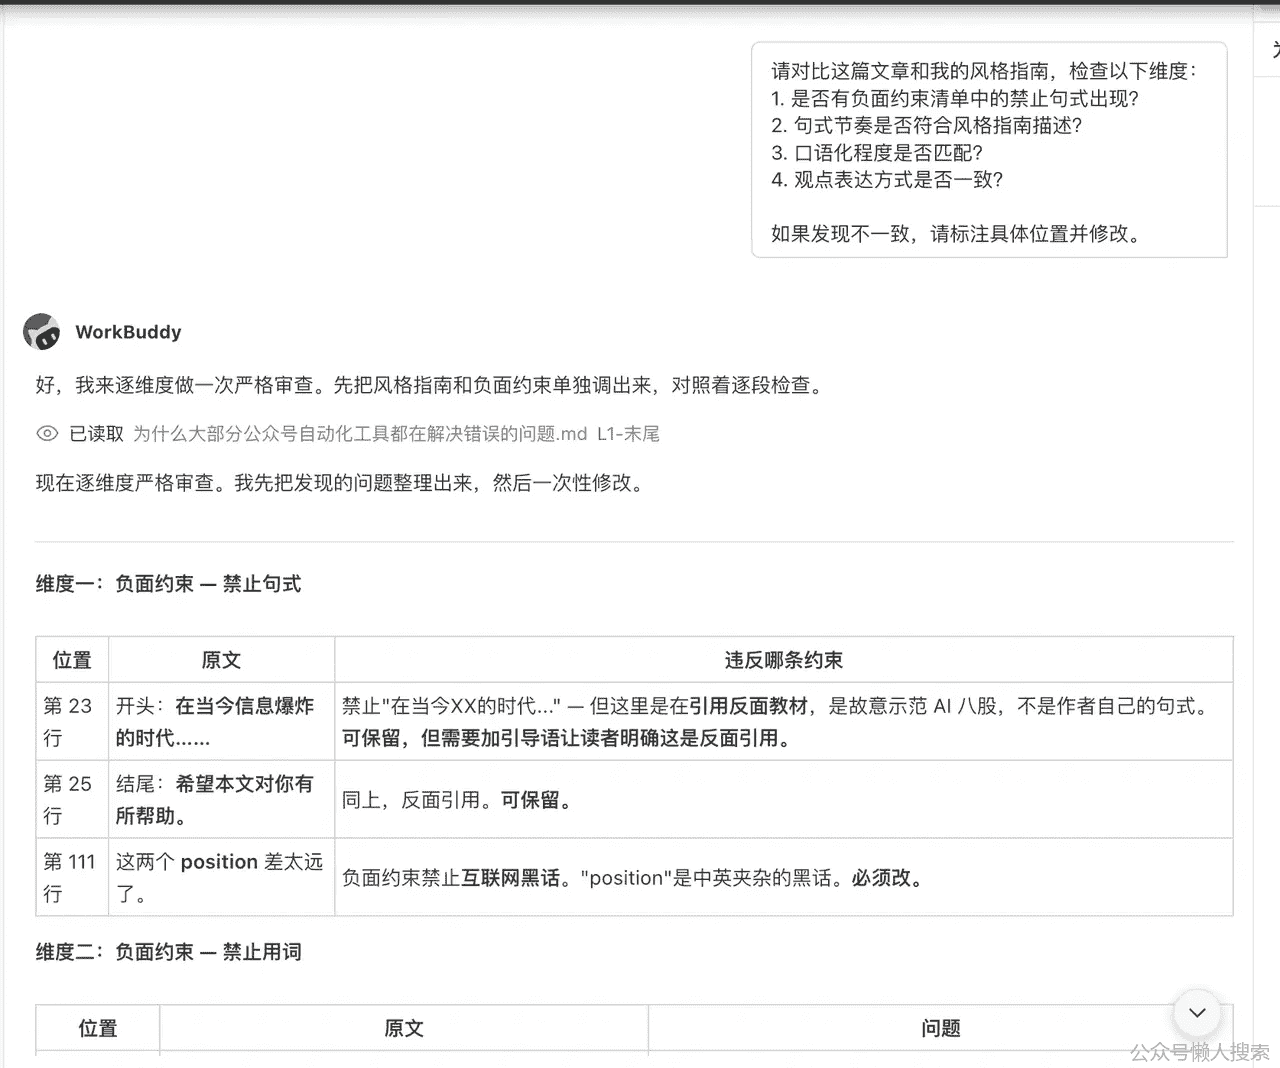 请对比这篇文章和我的风格指南，检查以下维度：
1. 是否有负面约束清单中的禁止句式出现？
2. 句式节奏是否符合风格指南描述？
3. 口语化程度是否匹配？
4. 观点表达方式是否一致？
如果发现不一致，请标注具体位置并修改。
WorkBuddy
好，我来逐维度做一次严格审查。先把风格指南和负面约束单独调出来，对照着逐段检查。
已读取 为什么大部分公众号自动化工具都在解决错误的问题.md L1-末尾
现在逐维度严格审查。我先把发现的问题整理出来，然后一次性修改。
维度一：负面约束 — 禁止句式
位置 原文 违反哪条约束
第 23 行 开头：在当今信息爆炸的时代…… 禁止"在当今XX的时代..." — 但这里是在引用反面教材，是故意示范 AI 八股，不是作者自己的句式。
可保留，但需要加引导语让读者明确这是反面引用。
第 25 行 结尾：希望本文对你有所帮助。 同上，反面引用。可保留。
第 111 行 这两个 position 差太远了。 负面约束禁止互联网黑话。"position"是中英夹杂的黑话。必须改。
维度二：负面约束 — 禁止用词
位置 原文 问题
公众号懒人搜索